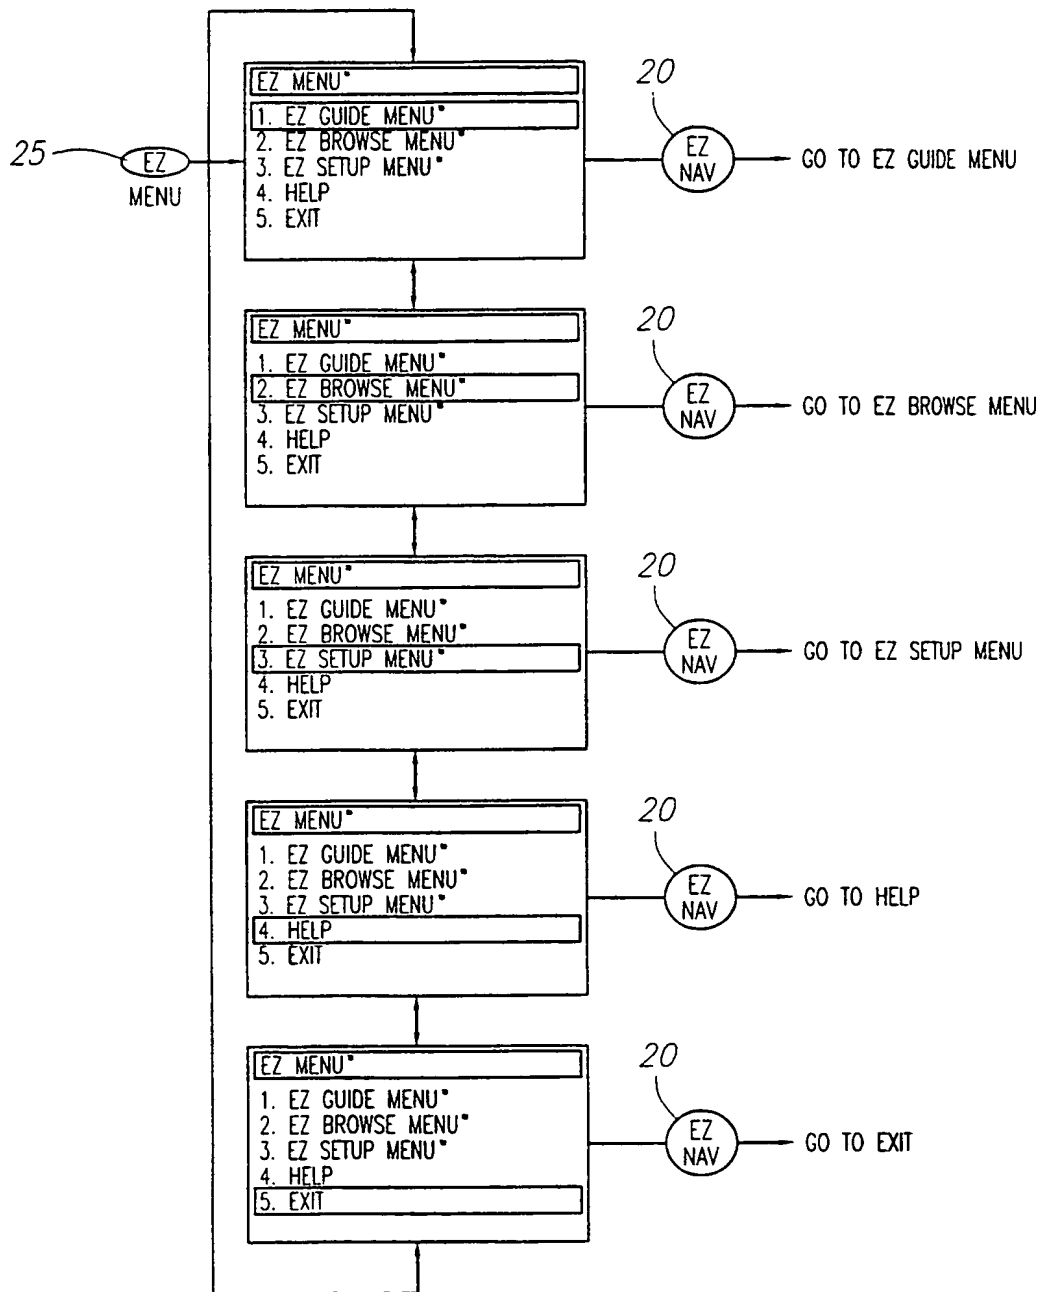 20
EZ MENU•
1. EZ GUIDE MENU•
2. EZ BROWSE MENU•
3. EZ SETUP MENU•
4. HELP
5. EXIT
25
EZ
MENU
EZ
NAV
GO TO EZ GUIDE MENU
20
EZ MENU•
1. EZ GUIDE MENU•
2. EZ BROWSE MENU•
3. EZ SETUP MENU•
4. HELP
5. EXIT
EZ
NAV
GO TO EZ BROWSE MENU
20
EZ MENU•
1. EZ GUIDE MENU•
2. EZ BROWSE MENU•
3. EZ SETUP MENU•
4. HELP
5. EXIT
EZ
NAV
GO TO EZ SETUP MENU
20
EZ MENU•
1. EZ GUIDE MENU•
2. EZ BROWSE MENU•
3. EZ SETUP MENU•
4. HELP
5. EXIT
EZ
NAV
GO TO HELP
20
EZ MENU•
1. EZ GUIDE MENU•
2. EZ BROWSE MENU•
3. EZ SETUP MENU•
4. HELP
5. EXIT
EZ
NAV
GO TO EXIT